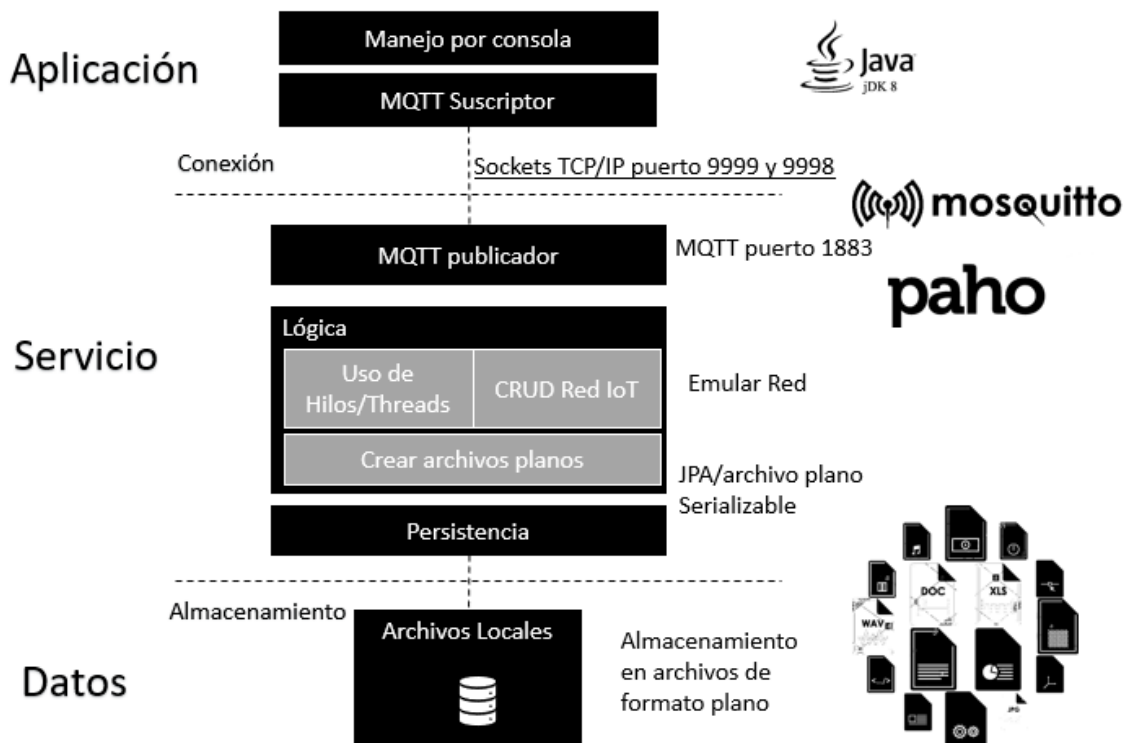 Aplicación
Manejo por consola
MQTT Suscriptor
Java
jDK 8
Conexión
Sockets TCP/IP puerto 9999 y 9998
mosquitto
MQTT publicador
MQTT puerto 1883
paho
Servicio
Lógica
Uso de
Hilos/Threads
CRUD Red IoT
Emular Red
Crear archivos planos
JPA/archivo plano
Serializable
Persistencia
Almacenamiento
Archivos Locales
Datos
Almacenamiento
en archivos de
formato plano
DOC
XLS
WAV
JPG